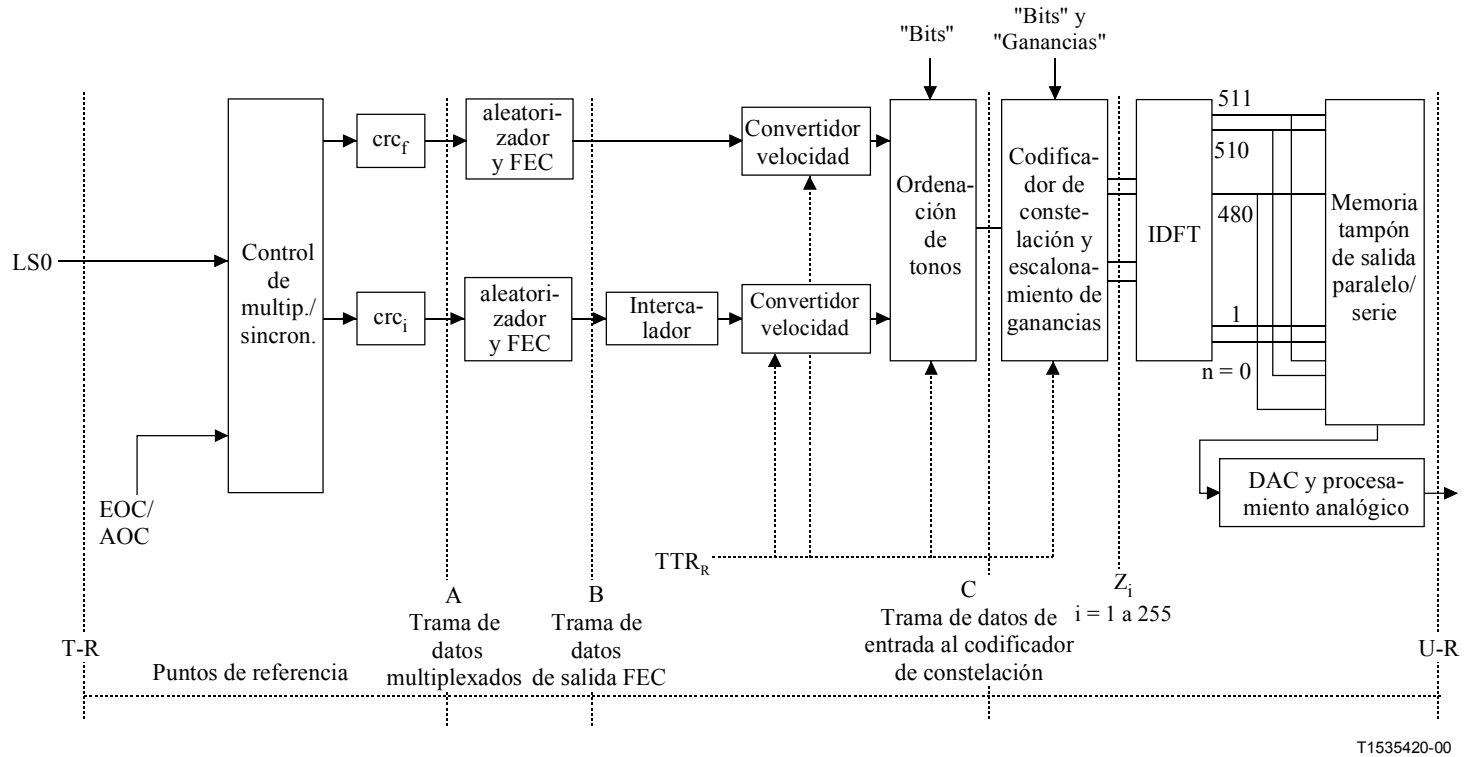 "Bits"
"Bits" y
"Ganancias"
LS0
EOC/
AOC
Control
de
multip./
sincron.
crc_f
aleatori-
zador
y FEC
Convertidor
velocidad
crc_i
aleatori-
zador
y FEC
Interca-
lador
Convertidor
velocidad
Ordena-
ción
de
tonos
Codifica-
dor de
conste-
lación y
escalona-
miento de
ganancias
IDFT
511
510
480
1
n = 0
Memoria
tampón
de salida
paralelo/
serie
DAC y procesa-
miento analógico
TTR_R
T-R
Puntos de referencia
A
Trama de
datos
multiplexados
B
Trama de
datos
de salida FEC
C
Trama de datos de
entrada al codificador
de constelación
Z_i
i = 1 a 255
U-R
T1535420-00